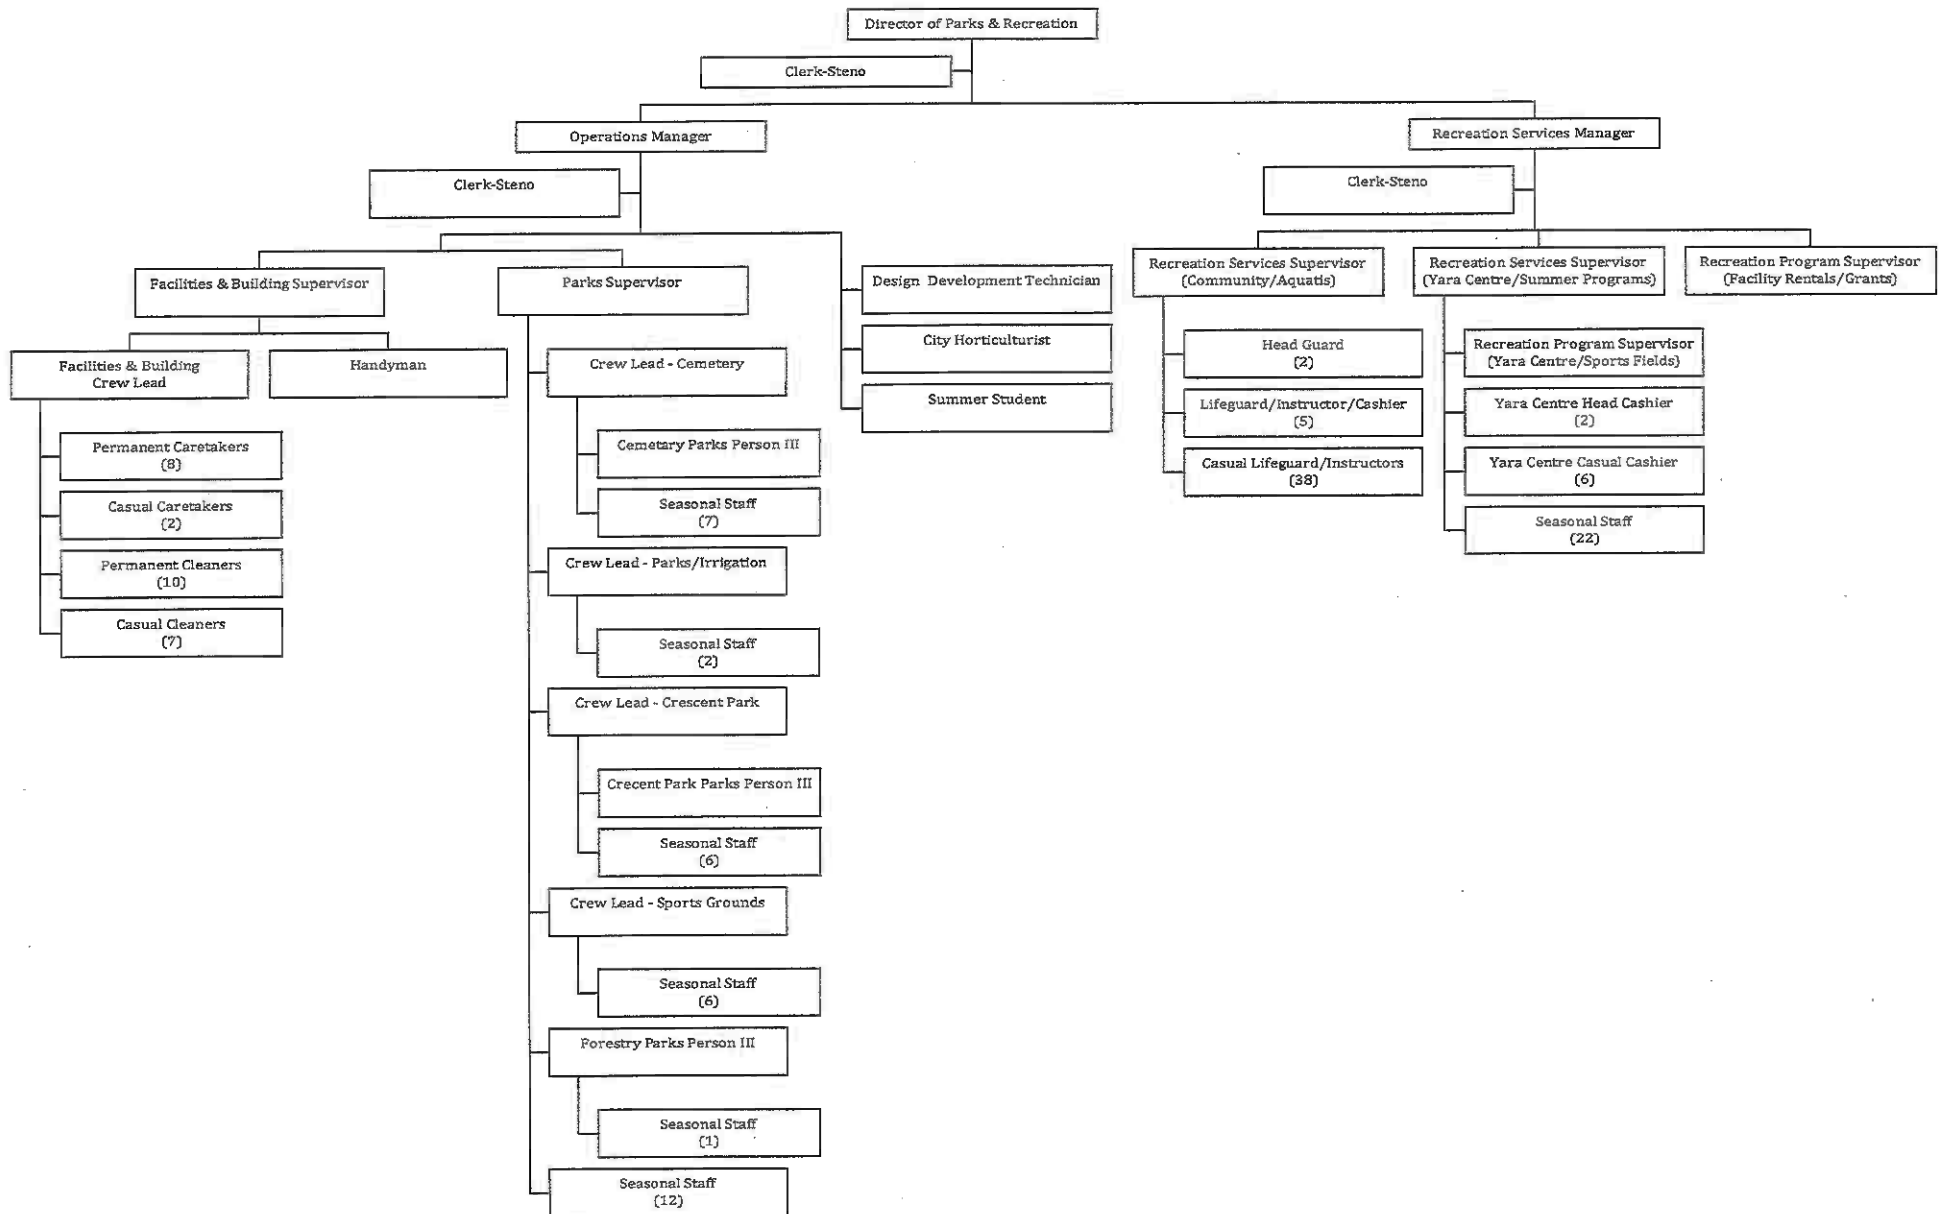 Director of Parks & Recreation
Clerk-Steno
Operations Manager
Recreation Services Manager
Clerk-Steno
Clerk-Steno
Facilities & Building Supervisor
Parks Supervisor
Design Development Technician
City Horticulturist
Summer Student
Facilities & Building
Crew Lead
Handyman
Permanent Caretakers
(8)
Casual Caretakers
(2)
Permanent Cleaners
(10)
Casual Cleaners
(7)
Crew Lead - Cemetery
Cemetary Parks Person III
Seasonal Staff
(7)
Crew Lead - Parks/Irrigation
Seasonal Staff
(2)
Crew Lead - Crescent Park
Crecent Park Parks Person III
Seasonal Staff
(6)
Crew Lead - Sports Grounds
Seasonal Staff
(6)
Forestry Parks Person III
Seasonal Staff
(1)
Seasonal Staff
(12)
Recreation Services Supervisor
(Community/Aquatis)
Head Guard
(2)
Lifeguard/Instructor/Cashier
(5)
Casual Lifeguard/Instructors
(38)
Recreation Services Supervisor
(Yara Centre/Summer Programs)
Recreation Program Supervisor
(Yara Centre/Sports Fields)
Yara Centre Head Cashier
(2)
Yara Centre Casual Cashier
(6)
Seasonal Staff
(22)
Recreation Program Supervisor
(Facility Rentals/Grants)